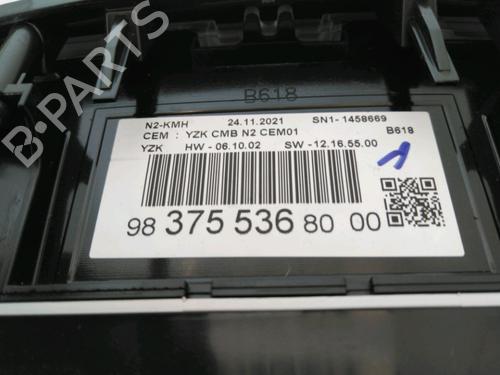 B-PARTS
B618
N2-KMH 24.11.2021 SN1- 1458669
CEM : YZK CMB N2 CEM01 B618
YZK HW - 06.10.02 SW -12.16.55.00
1
98 375 536 80 00